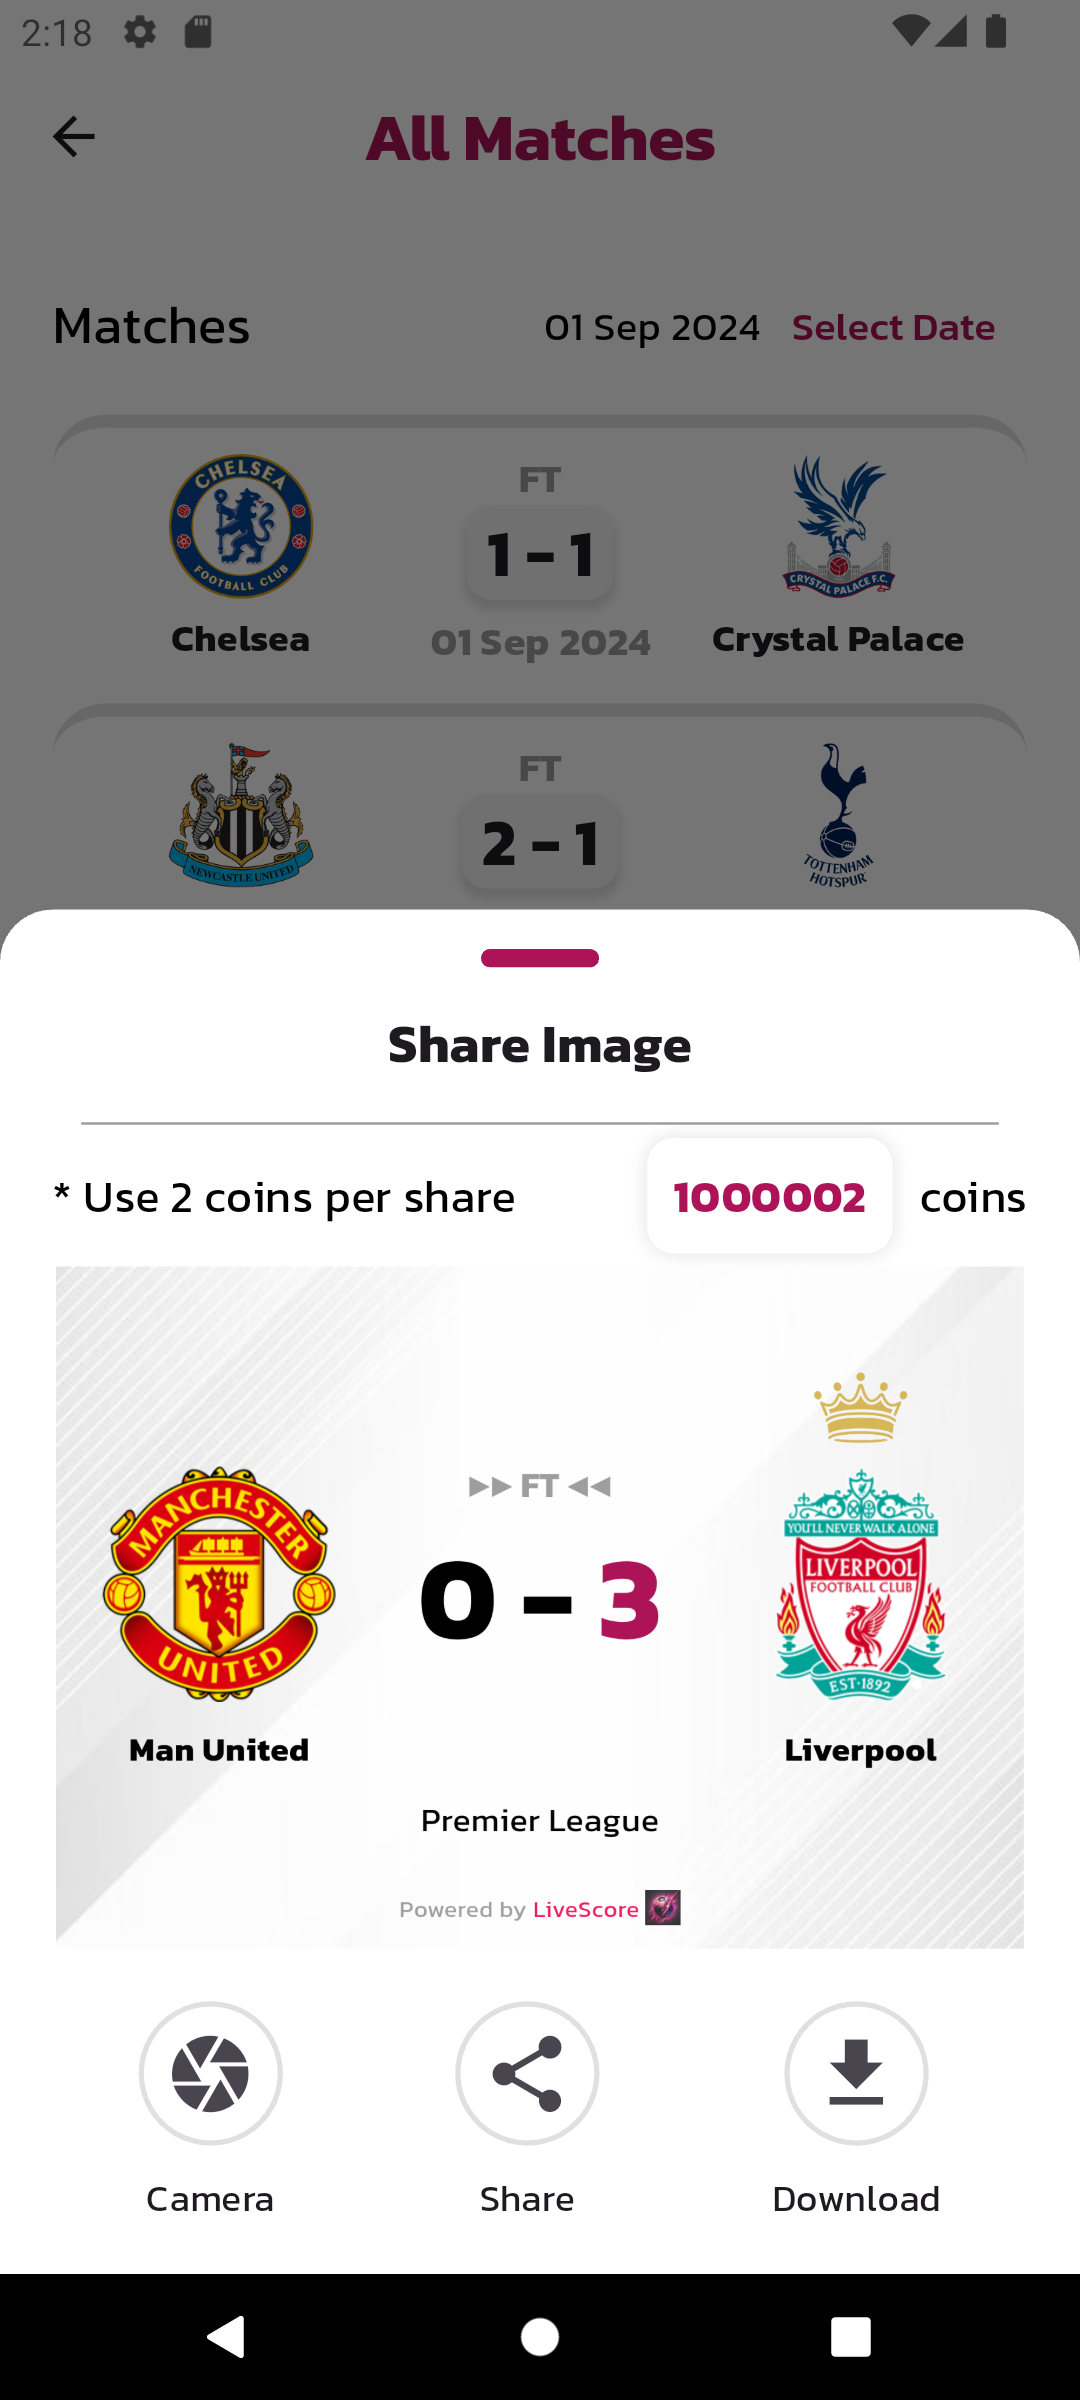 2:18
All Matches
Matches 01 Sep 2024 Select Date
CHELSEA
FOOTBALL CLUB
FT
1 - 1
CRYSTAL PALACE F.C.
Chelsea 01 Sep 2024 Crystal Palace
NEWCASTLE UNITED
FT
2 - 1
TOTTENHAM
HOTSPUR
Share Image
* Use 2 coins per share 1000002 coins
MANCHESTER
UNITED
▶▶ FT ◀◀
0 - 3
YOU'LL NEVER WALK ALONE
LIVERPOOL
FOOTBALL CLUB
EST·1892
Man United Liverpool
Premier League
Powered by LiveScore
Camera Share Download